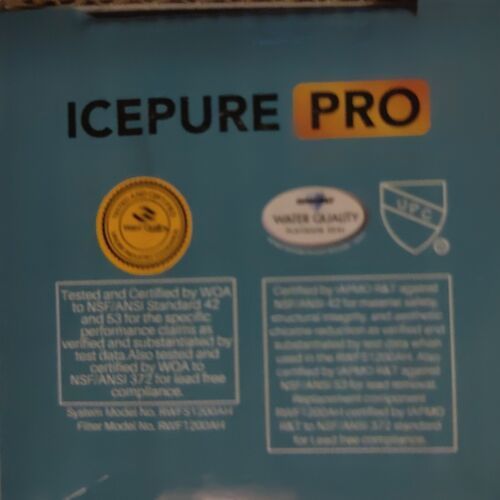 ICEPURE PRO
TESTED AND CERTIFIED
WATER QUALITY
UPC
Tested and Certified by WQA
to NSF/ANSI Standard 42
and 53 for the specific
performance claims as
verified and substantiated by
test data. Also tested and
certified by WQA to
NSF/ANSI 372 for lead free
compliance.
System Model No. RWFS1200AH
Filter Model No. RWF1200AH
Certified by IAPMO R&T against
NSF/ANSI 42 for material safety,
structural integrity, and aesthetic
chlorine reduction as verified and
substantiated by test data when
used in the RWFS1200AH. Also
certified by IAPMO R&T against
NSF/ANSI 53 for lead removal.
Replacement component
RWF1200AH certified by IAPMO
R&T to NSF/ANSI 372 standard
for Lead free compliance.